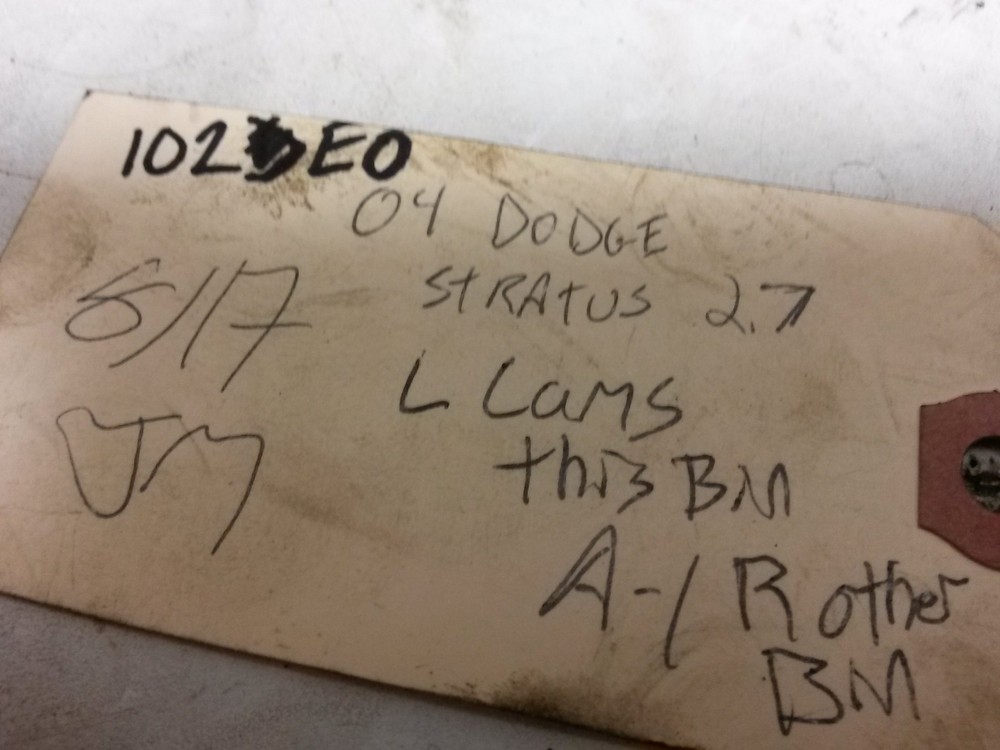 102 EO
04 DODGE
STRATUS 2.7
8/17
L Cams
JM
this BM
A-1 R other
BM